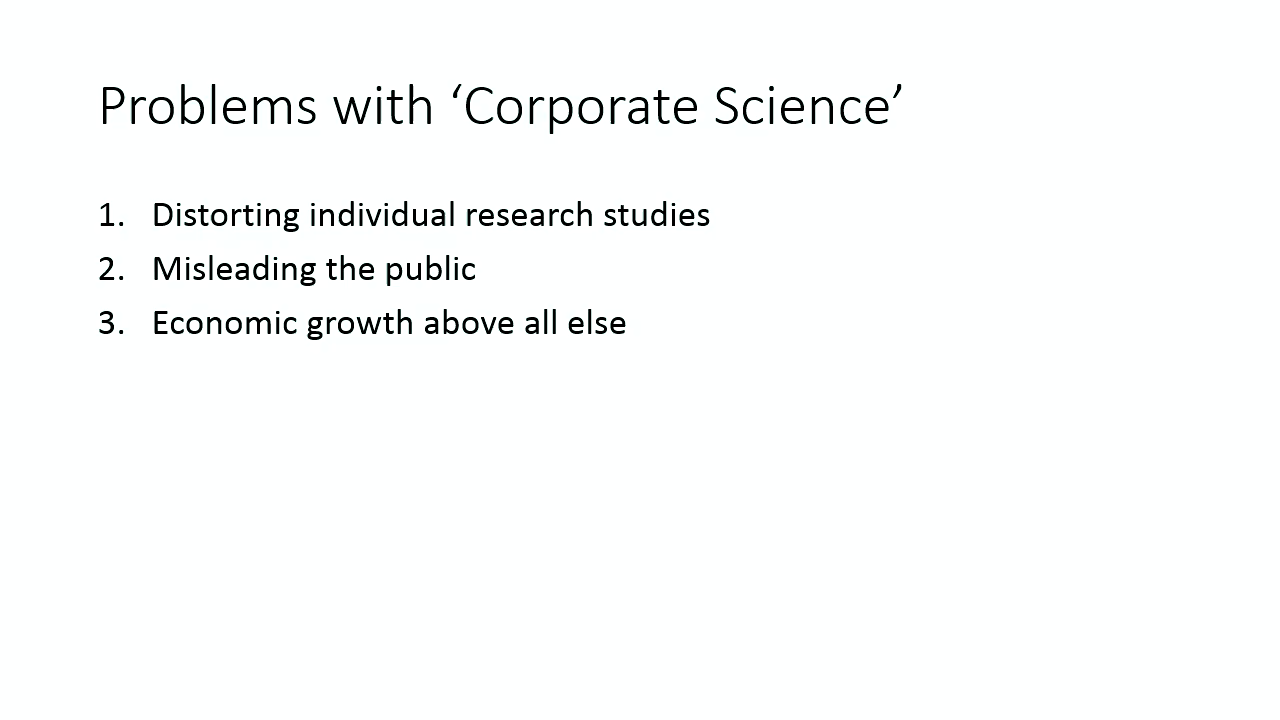 Problems with ‘Corporate Science’
1. Distorting individual research studies
2. Misleading the public
3. Economic growth above all else